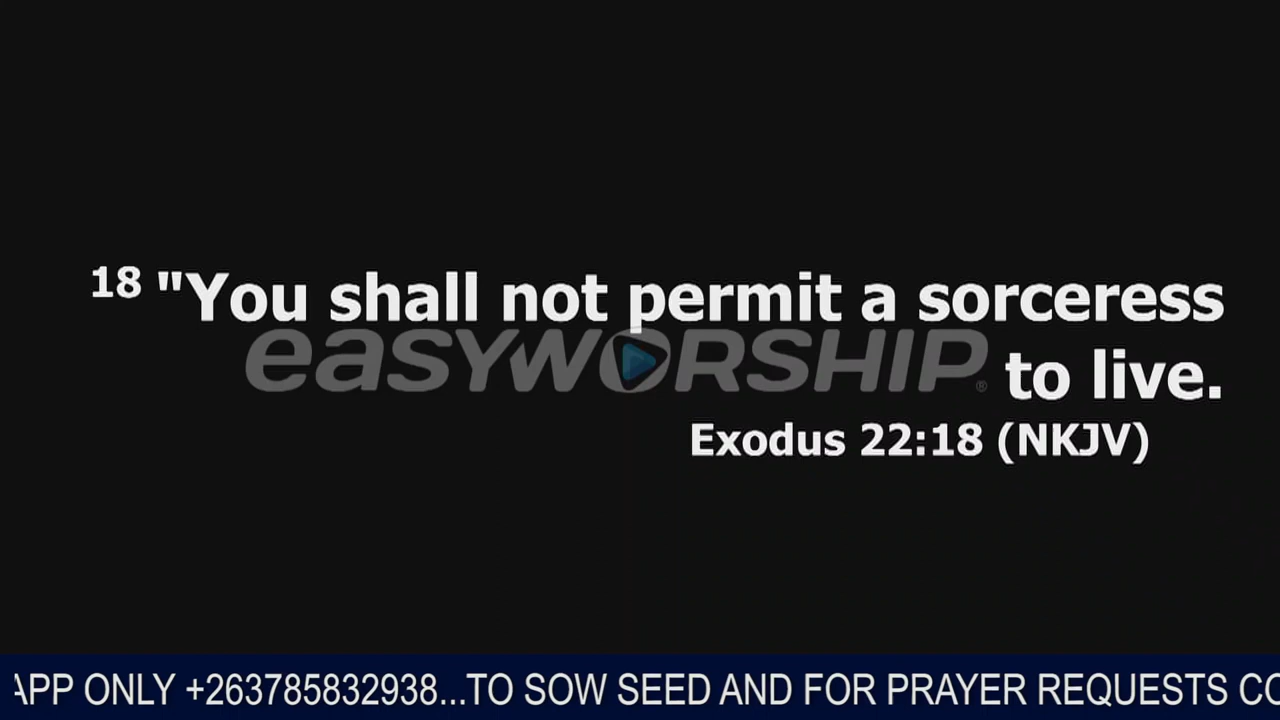 18 "You shall not permit a sorceress
easyWORSHIP®
to live.
Exodus 22:18 (NKJV)
APP ONLY +263785832938...TO SOW SEED AND FOR PRAYER REQUESTS CO